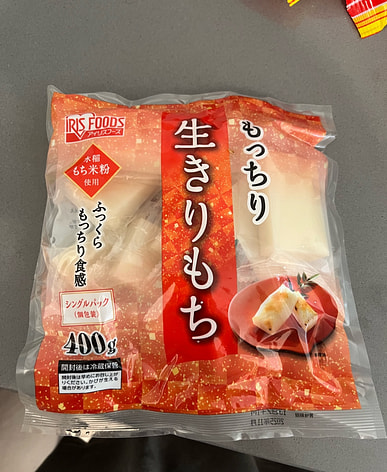 IRIS FOODS
アイリスフーズ
水稲
もち米粉
使用
もっちり
生きりもち
ふっくら
もっちり食感
シングルパック
（個包装）
400g
開封後は冷蔵保管